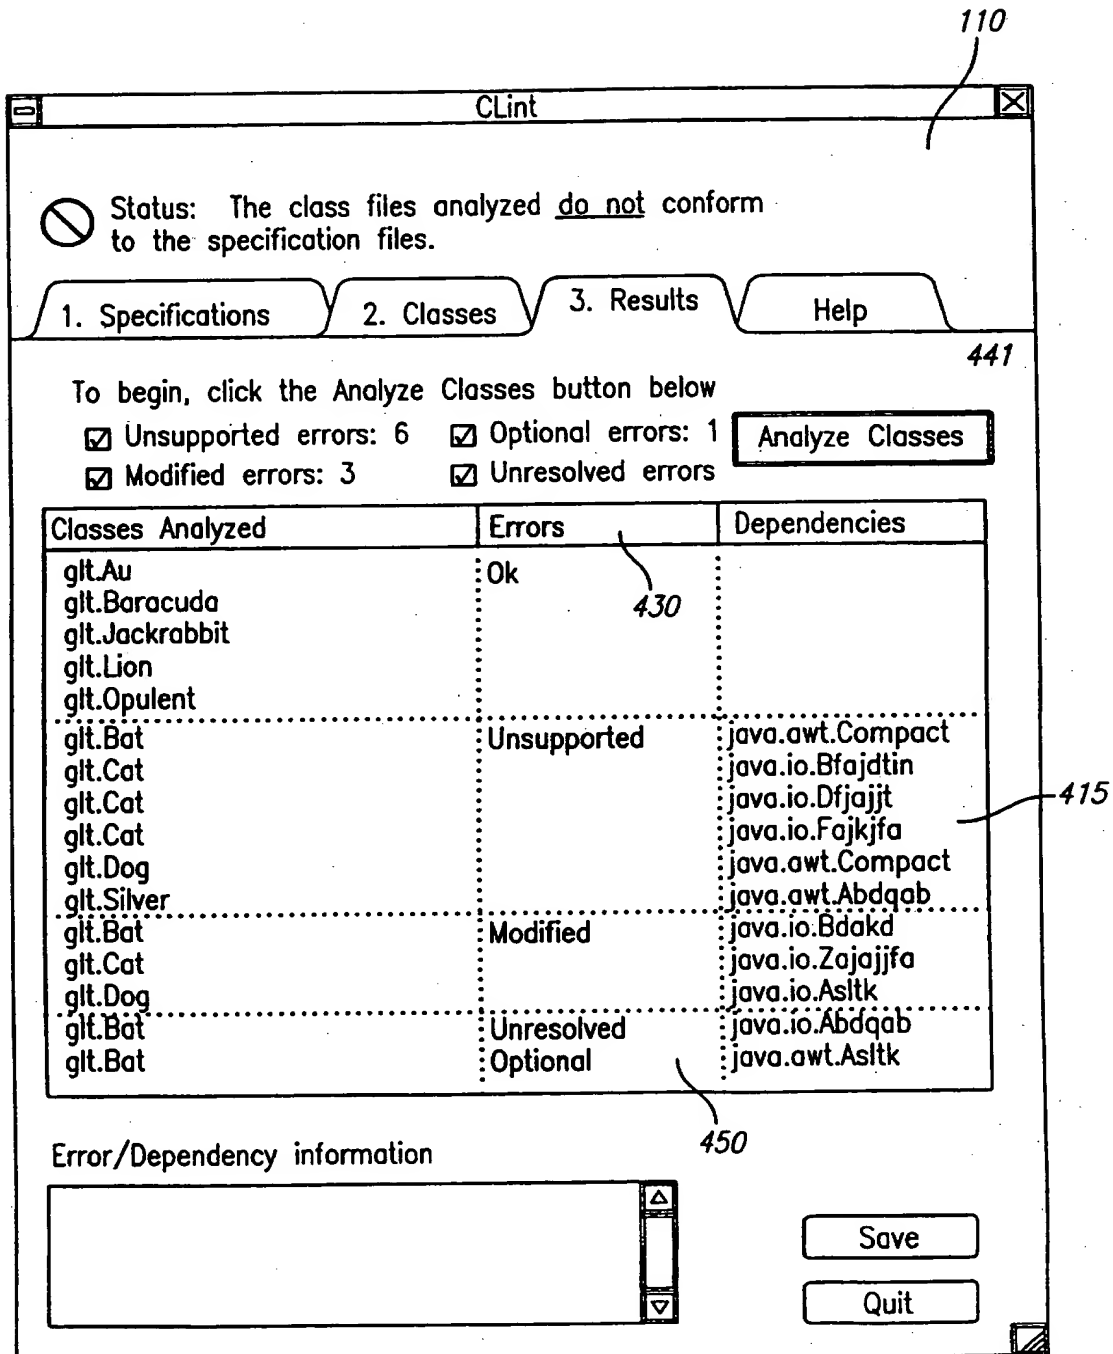 110
CLint
Status: The class files analyzed do not conform
to the specification files.
1. Specifications 2. Classes 3. Results Help
441
To begin, click the Analyze Classes button below
Unsupported errors: 6 Optional errors: 1 Analyze Classes
Modified errors: 3 Unresolved errors
Classes Analyzed Errors Dependencies
glt.Au Ok
glt.Baracuda 430
glt.Jackrabbit
glt.Lion
glt.Opulent
glt.Bat Unsupported java.awt.Compact
glt.Cat java.io.Bfajdtin
glt.Cat java.io.Dfjajjt 415
glt.Cat java.io.Fajkjfa
glt.Dog java.awt.Compact
glt.Silver java.awt.Abdqab
glt.Bat Modified java.io.Bdakd
glt.Cat java.io.Zajajjfa
glt.Dog java.io.Asltk
glt.Bat Unresolved java.io.Abdqab
glt.Bat Optional java.awt.Asltk
450
Error/Dependency information
Save
Quit